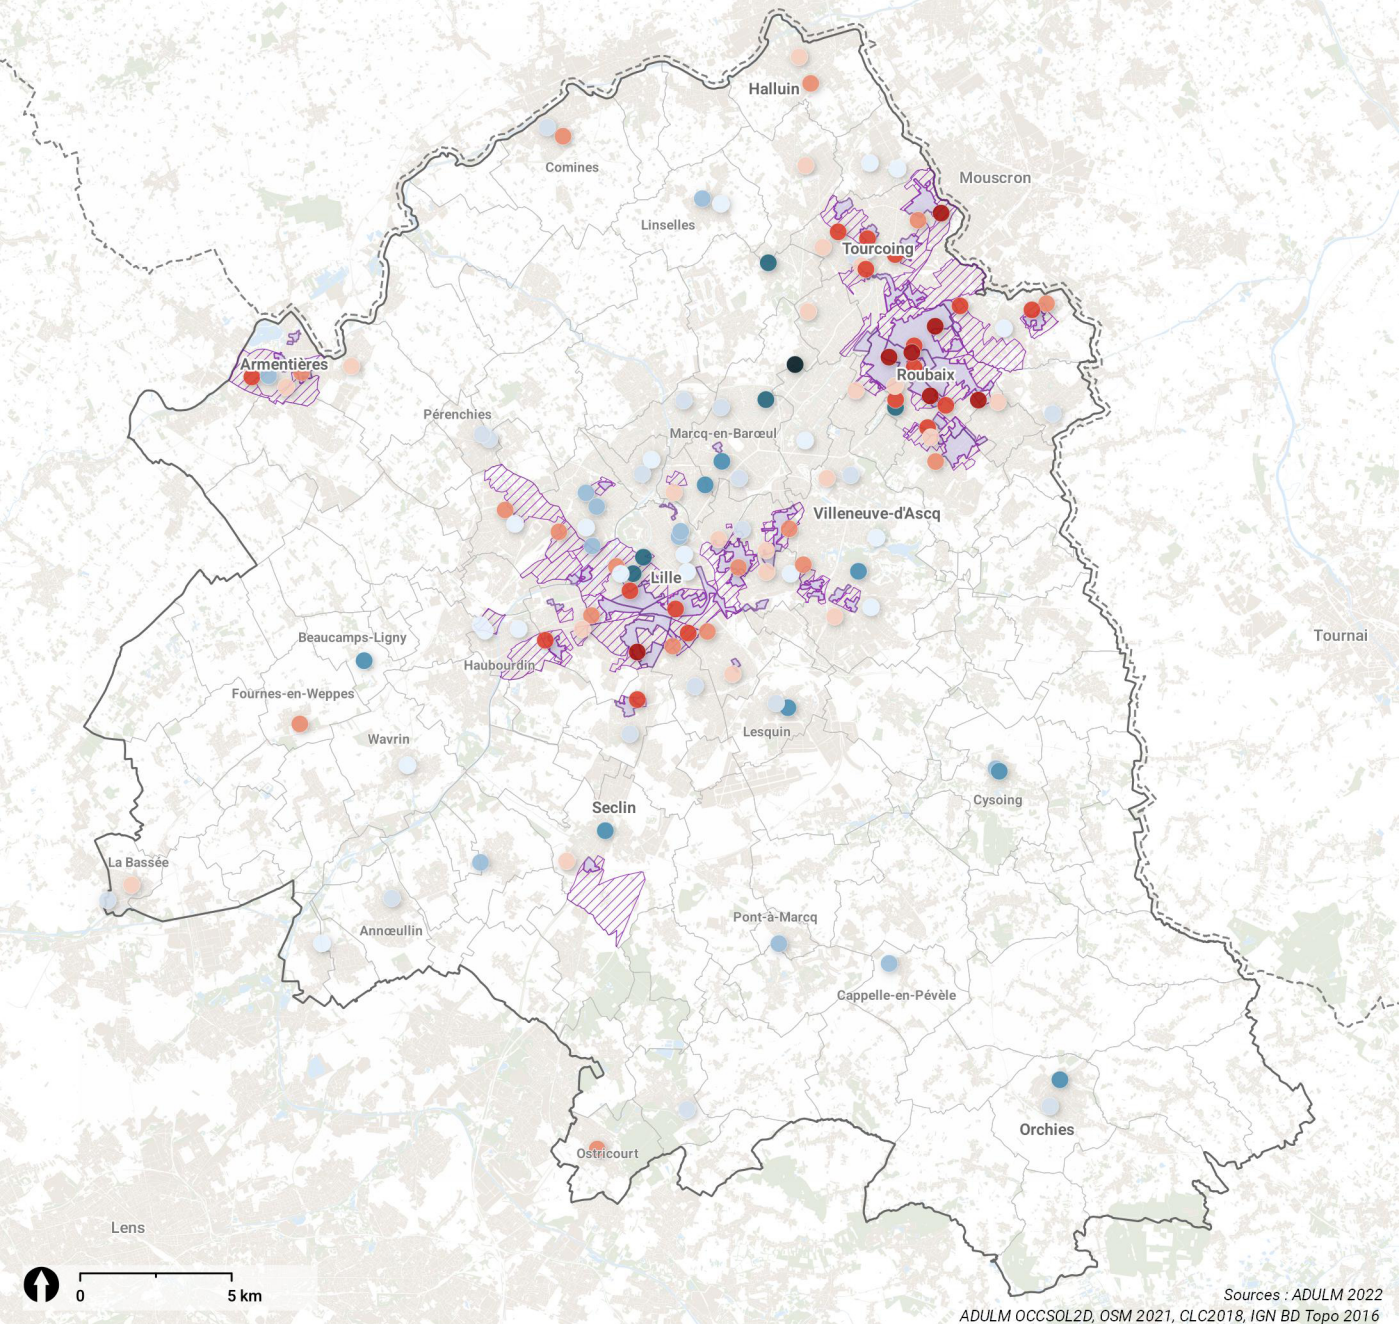 Halluin
Comines
Mouscron
Linselles
Tourcoing
Armentières
Roubaix
Pérenchies
Marcq-en-Barœul
Villeneuve-d'Ascq
Lille
Beaucamps-Ligny
Tournai
Haubourdin
Fournes-en-Weppes
Lesquin
Wavrin
Cysoing
Seclin
La Bassée
Pont-à-Marcq
Annœullin
Cappelle-en-Pévèle
Orchies
Ostricourt
Lens
0 5 km
Sources : ADULM 2022
ADULM OCCSOL2D, OSM 2021, CLC2018, IGN BD Topo 2016